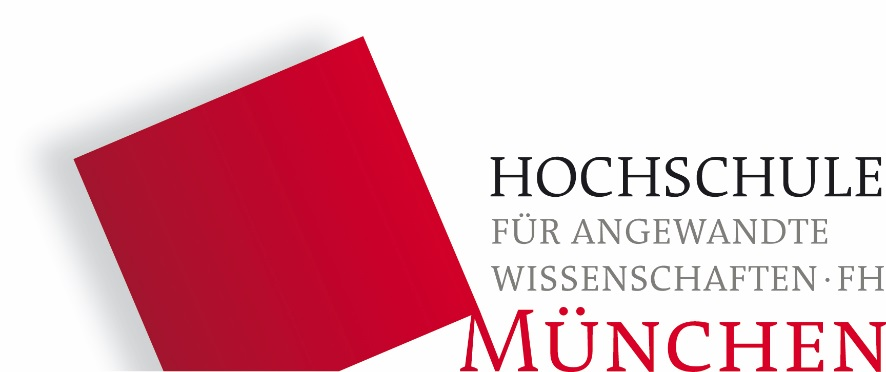 HOCHSCHULE
FÜR ANGEWANDTE
WISSENSCHAFTEN·FH
MÜNCHEN